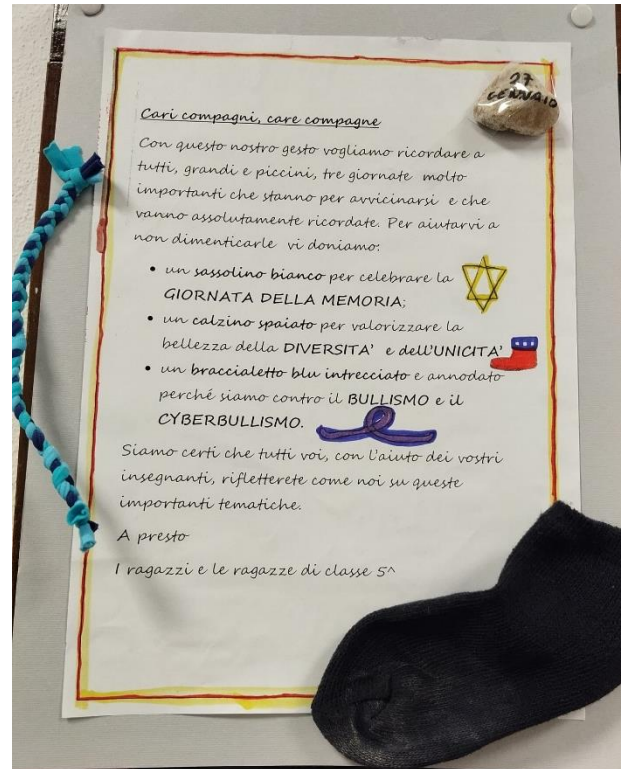 27
GENNAIO
Cari compagni, care compagne
Con questo nostro gesto vogliamo ricordare a
tutti, grandi e piccini, tre giornate molto
importanti che stanno per avvicinarsi e che
vanno assolutamente ricordate. Per aiutarvi a
non dimenticarle vi doniamo:
• un sassolino bianco per celebrare la
GIORNATA DELLA MEMORIA;
• un calzino spaiato per valorizzare la
bellezza della DIVERSITA' e dell'UNICITA'
• un braccialetto blu intrecciato e annodato
perché siamo contro il BULLISMO e il
CYBERBULLISMO.
Siamo certi che tutti voi, con l'aiuto dei vostri
insegnanti, rifletterete come noi su queste
importanti tematiche.
A presto
I ragazzi e le ragazze di classe 5^